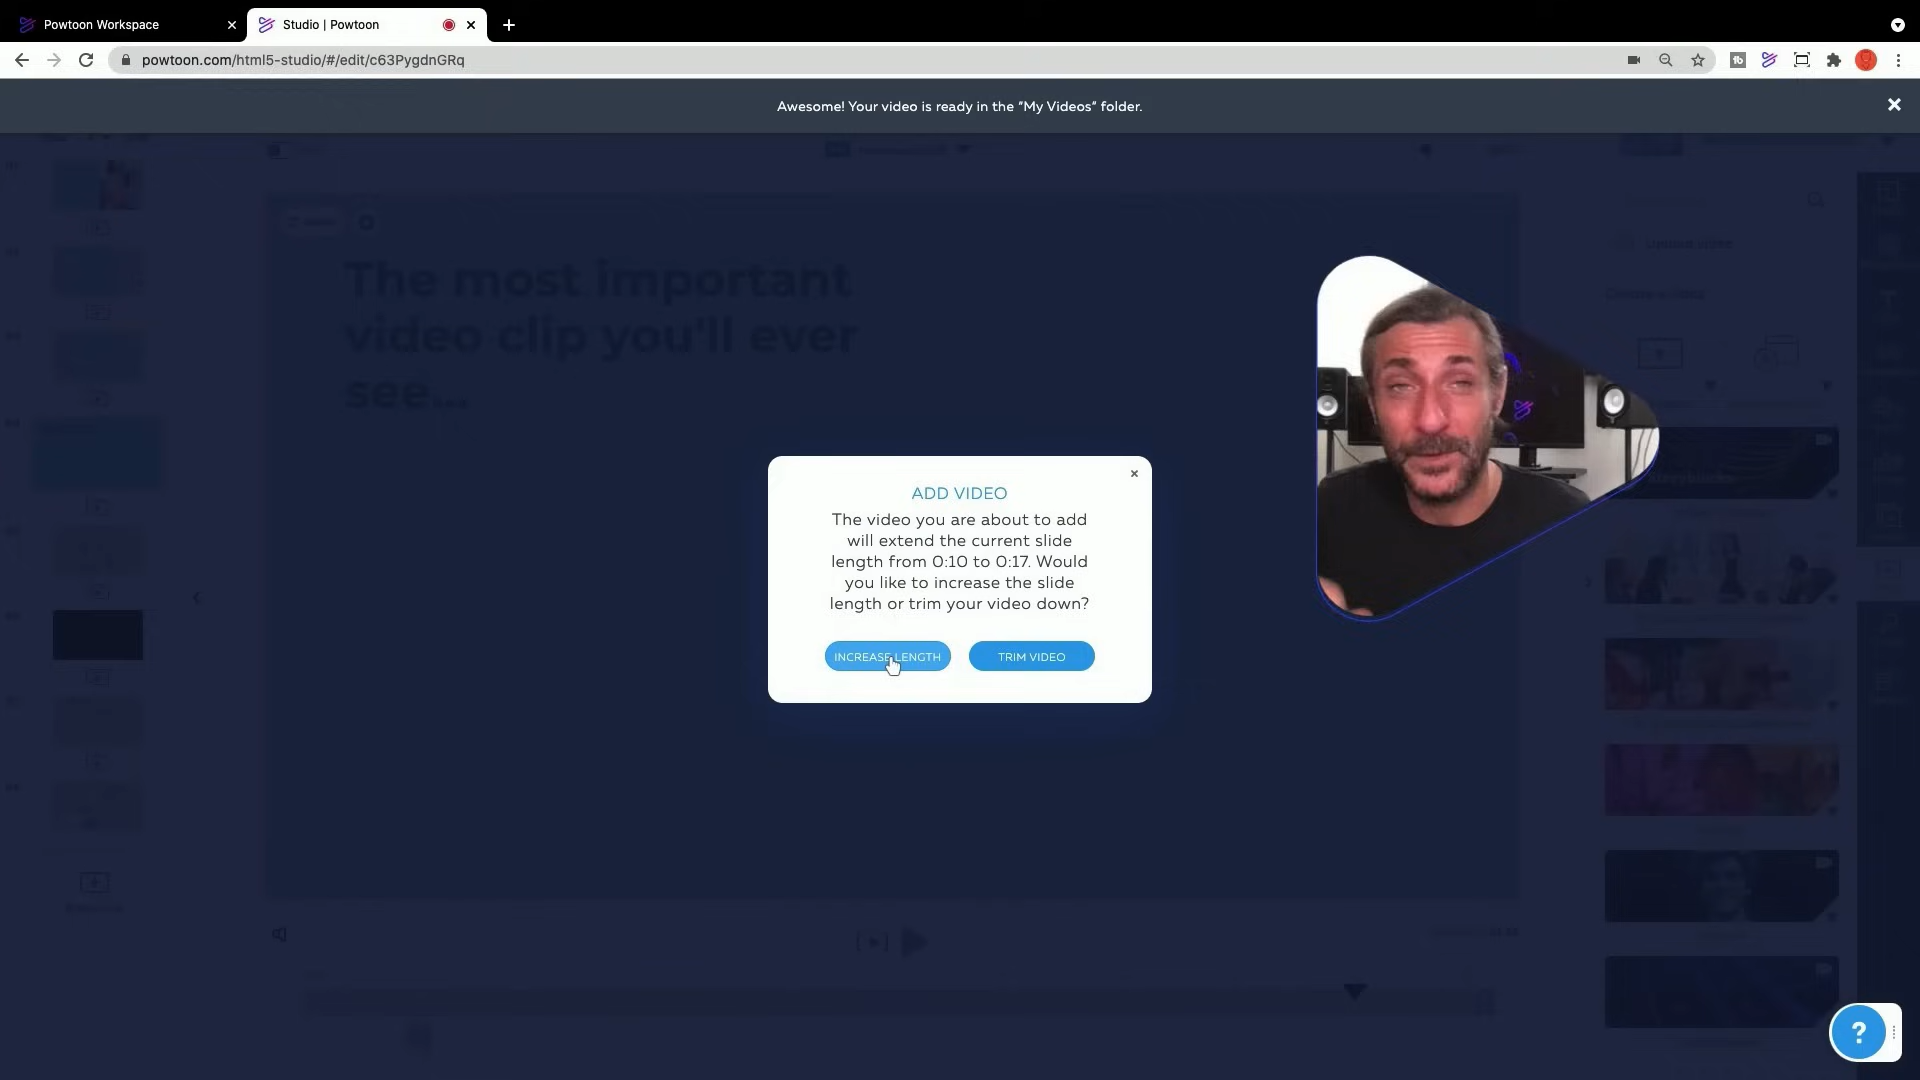 Powtoon Workspace
Studio | Powtoon
powtoon.com/html5-studio/#/edit/c63PygdnGRq
Awesome! Your video is ready in the "My Videos" folder.
The most important
video clip you'll ever
see...
Upload video
ADD VIDEO
The video you are about to add
will extend the current slide
length from 0:10 to 0:17. Would
you like to increase the slide
length or trim your video down?
INCREASE LENGTH
TRIM VIDEO
?